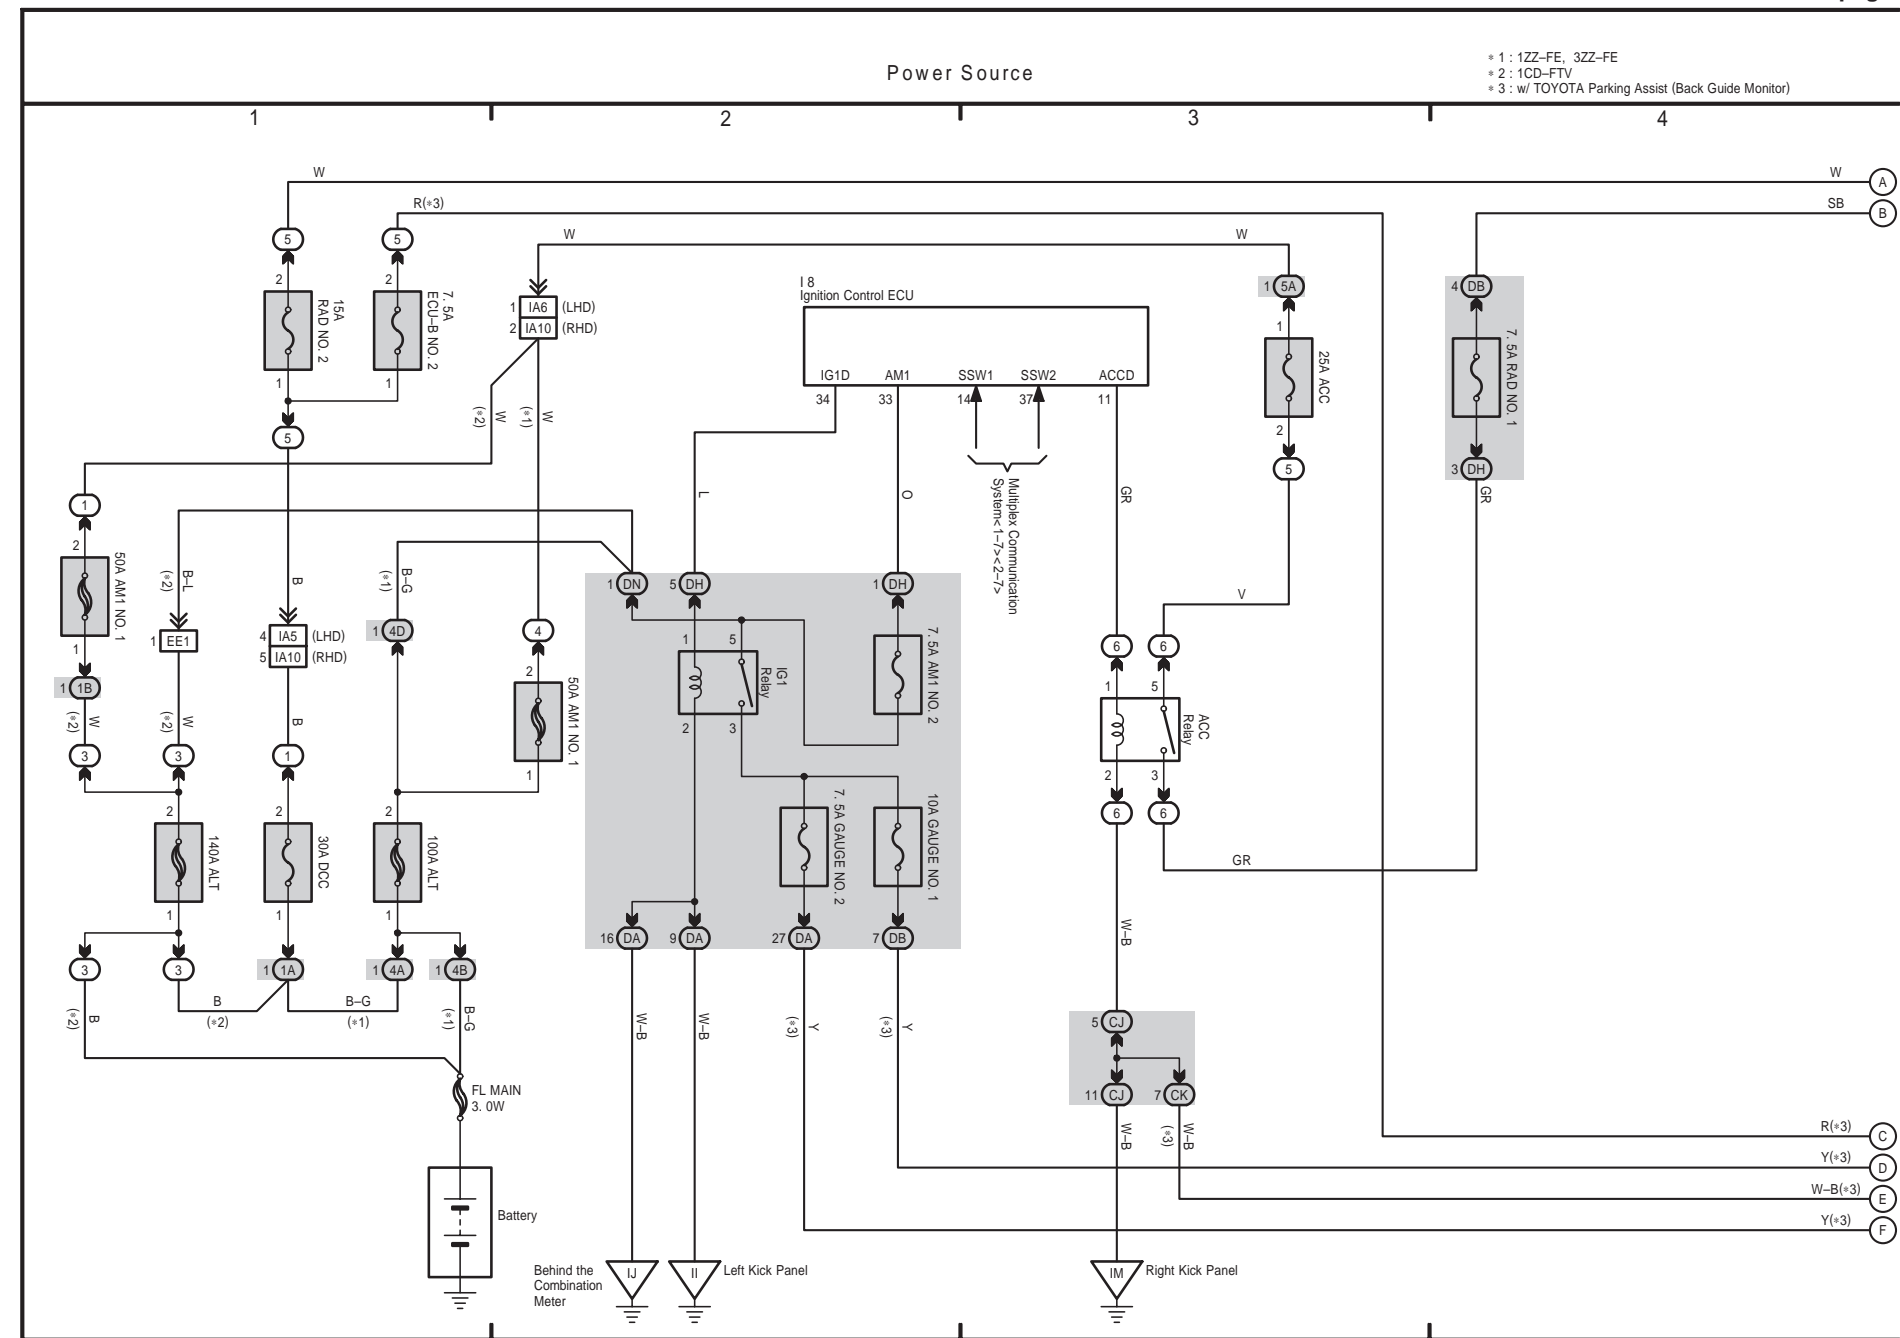 Power Source
∗ 1 : 1ZZ–FE, 3ZZ–FE
∗ 2 : 1CD–FTV
∗ 3 : w/ TOYOTA Parking Assist (Back Guide Monitor)
1 2 3 4
W W A
R(∗3) SB B
5 5 W W
2 2
15A RAD NO. 2
7. 5A ECU–B NO. 2
1 1
5
1 IA6 (LHD)
2 IA10 (RHD)
W (∗2)
W (∗1)
I 8
Ignition Control ECU
IG1D AM1 SSW1 SSW2 ACCD
34 33 14 37 11
Multiplex Communication
System<1–7><2–7>
1 5A
1
25A ACC
2
5
4 DB
7. 5A RAD NO. 1
3 DH
GR
L O GR V
1
2
50A AM1 NO. 1
1
1 1B
W (∗2)
3
B–L (∗2)
1 EE1
W (∗2)
3
B
4 IA5 (LHD)
5 IA10 (RHD)
B
1
B–G (∗1)
1 4D
4
2
50A AM1 NO. 1
1
1 DN 5 DH 1 DH
1 5
IG1 Relay
2 3
7. 5A AM1 NO. 2
7. 5A GAUGE NO. 2
10A GAUGE NO. 1
16 DA 9 DA 27 DA 7 DB
6 6
1 5
ACC Relay
2 3
6 6
GR
2 2 2
140A ALT
30A DCC
100A ALT
1 1 1
3 3 1 1A 1 4A 1 4B
B (∗2)
B (∗2)
B–G (∗1)
B–G (∗1)
FL MAIN
3. 0W
Battery
W–B
W–B
Y (∗3)
Y (∗3)
W–B
5 CJ
11 CJ 7 CK
W–B
W–B (∗3)
R(∗3) C
Y(∗3) D
W–B(∗3) E
Y(∗3) F
Behind the
Combination
Meter
IJ
II Left Kick Panel
IM Right Kick Panel